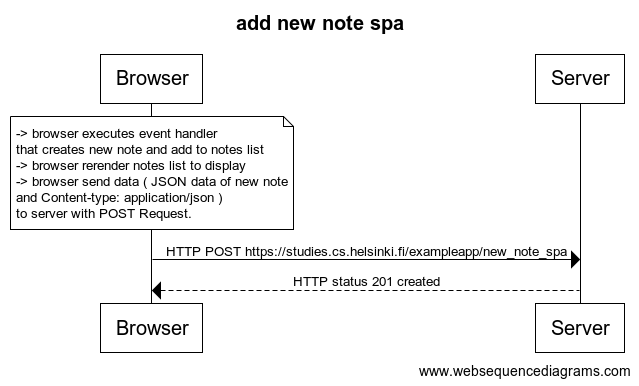 add new note spa
Browser
Server
-> browser executes event handler
that creates new note and add to notes list
-> browser rerender notes list to display
-> browser send data ( JSON data of new note
and Content-type: application/json )
to server with POST Request.
HTTP POST https://studies.cs.helsinki.fi/exampleapp/new_note_spa
HTTP status 201 created
Browser
Server
www.websequencediagrams.com